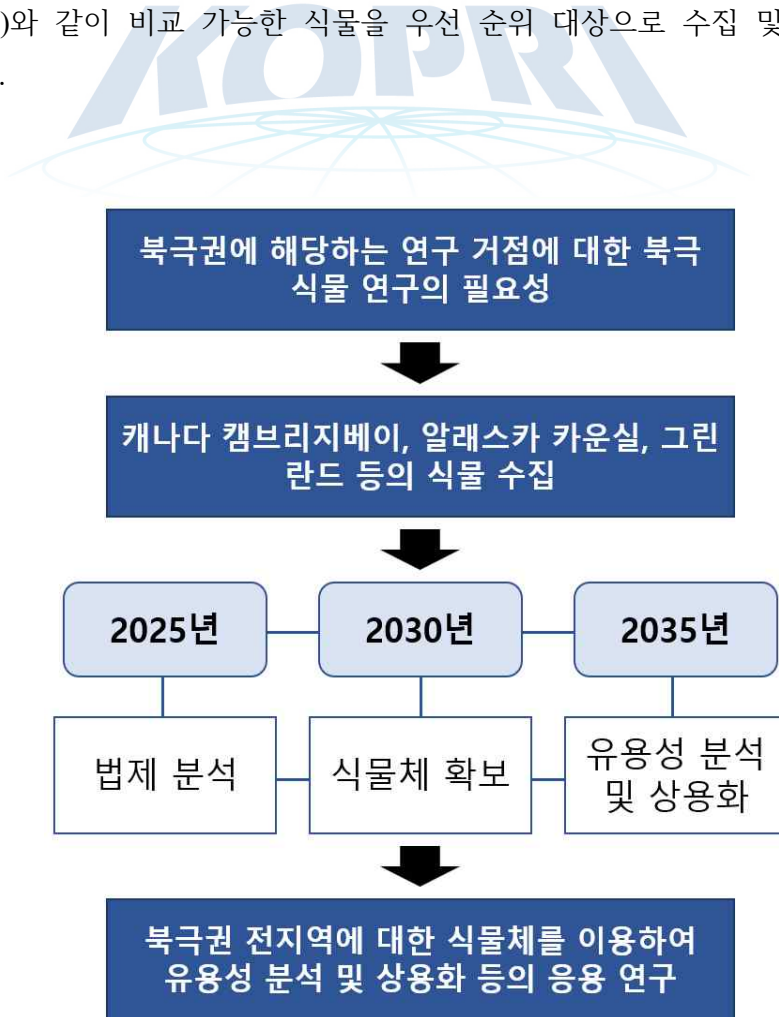 )와 같이 비교 가능한 식물을 우선 순위 대상으로 수집 및
.
KOPRI
북극권에 해당하는 연구 거점에 대한 북극
식물 연구의 필요성
캐나다 캠브리지베이, 알래스카 카운실, 그린
란드 등의 식물 수집
2025년 2030년 2035년
법제 분석 식물체 확보 유용성 분석
및 상용화
북극권 전지역에 대한 식물체를 이용하여
유용성 분석 및 상용화 등의 응용 연구